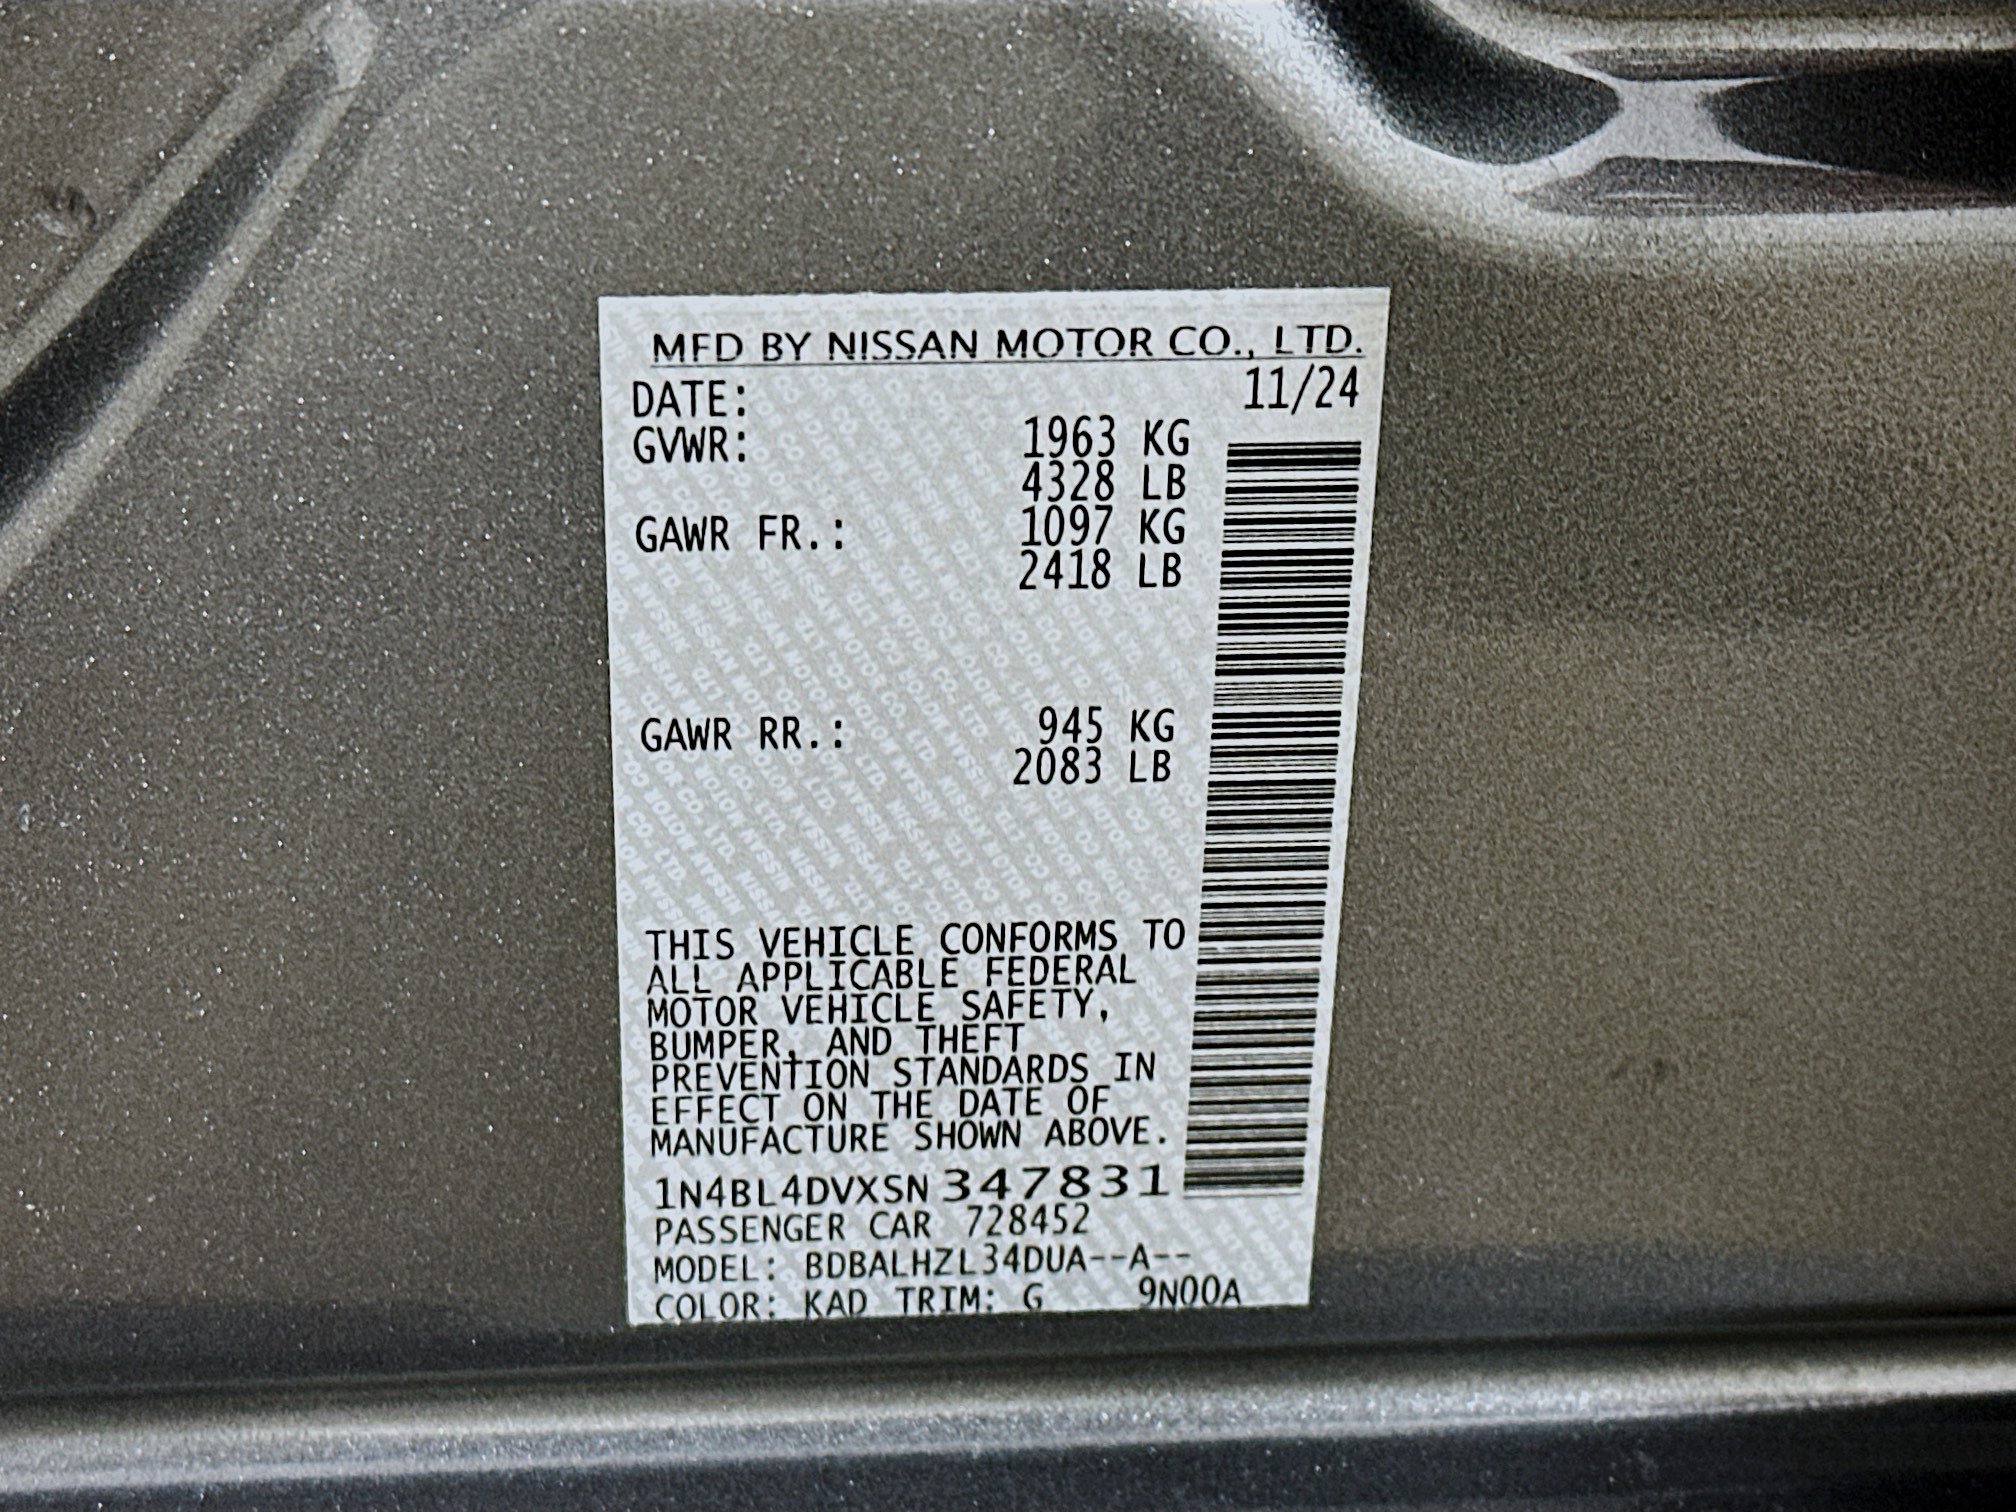 MFD BY NISSAN MOTOR CO., LTD.
DATE: 11/24
GVWR: 1963 KG
4328 LB
GAWR FR.: 1097 KG
2418 LB
GAWR RR.: 945 KG
2083 LB
THIS VEHICLE CONFORMS TO
ALL APPLICABLE FEDERAL
MOTOR VEHICLE SAFETY,
BUMPER, AND THEFT
PREVENTION STANDARDS IN
EFFECT ON THE DATE OF
MANUFACTURE SHOWN ABOVE.
1N4BL4DVXSN347831
PASSENGER CAR 728452
MODEL: BDBALHZL34DUA--A--
COLOR: KAD TRIM: G 9N00A